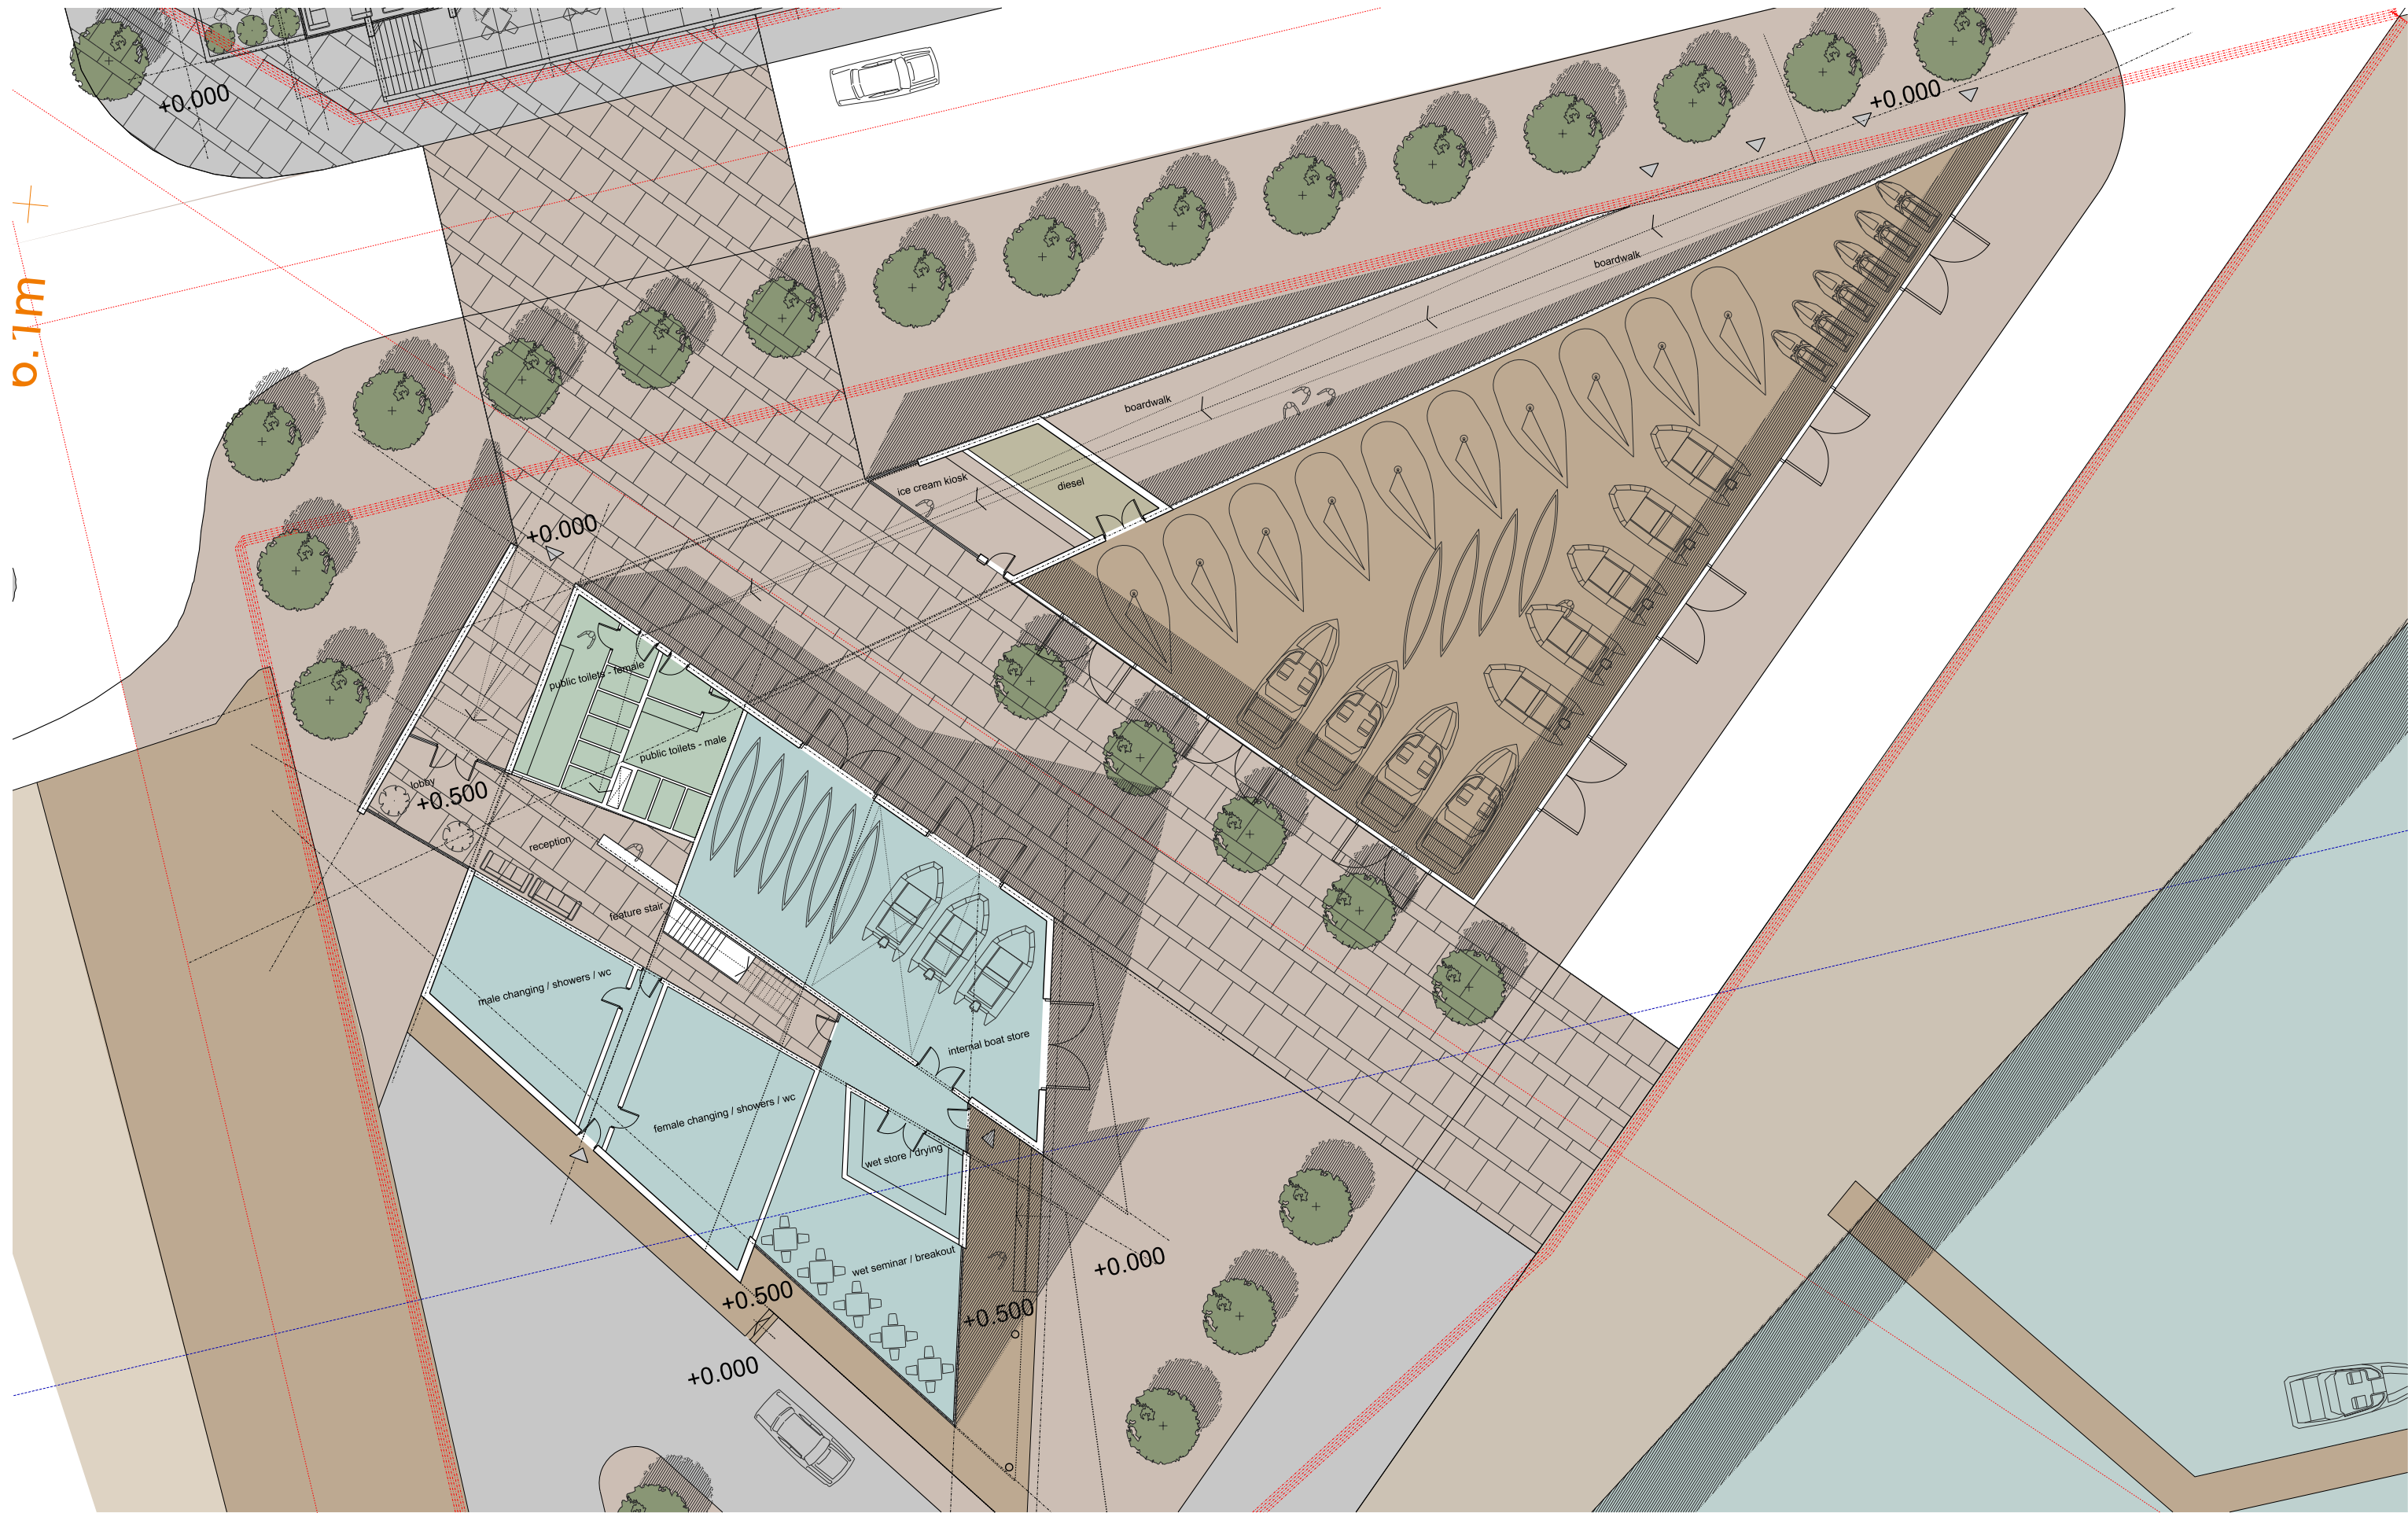 +0.000
+0.000
6.1m
boardwalk
boardwalk
ice cream kiosk
diesel
+0.000
public toilets - female
public toilets - male
lobby
+0.500
reception
feature stair
male changing / showers / wc
internal boat store
female changing / showers / wc
wet store / drying
wet seminar / breakout
+0.000
+0.500
+0.500
+0.000